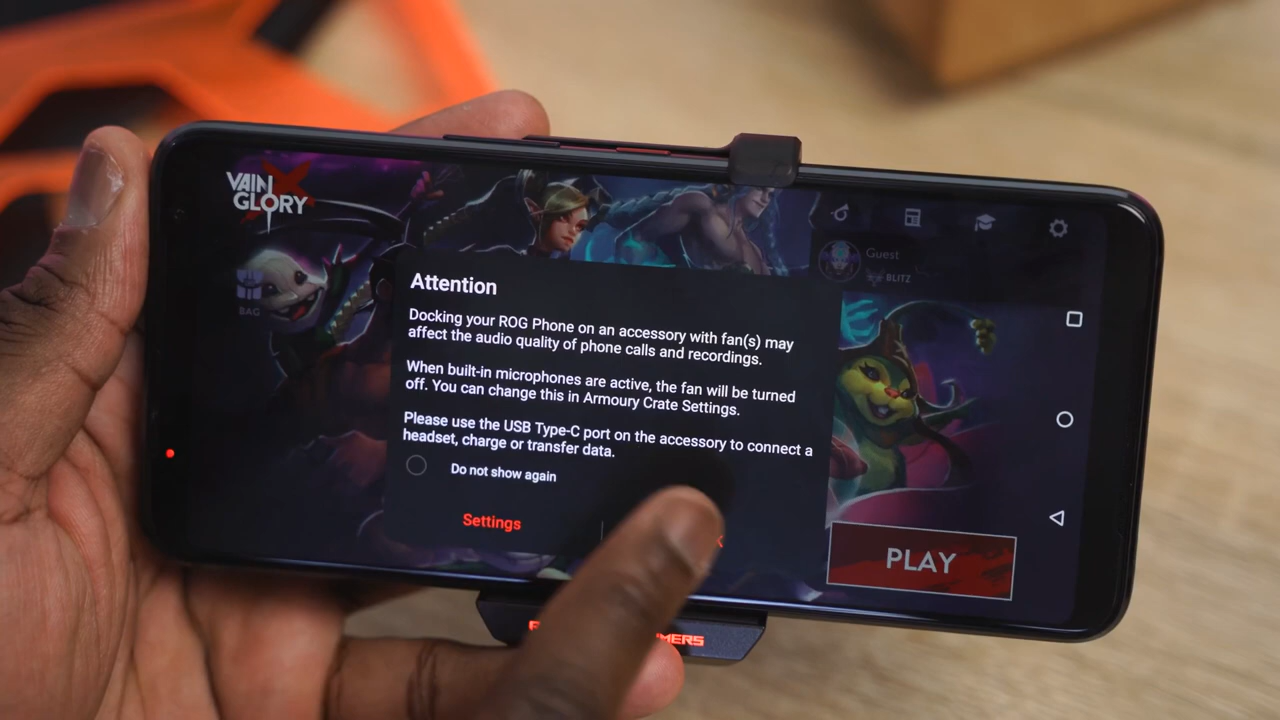 VAIN
GLORY
BAG
Guest
BLITZ
Attention
Docking your ROG Phone on an accessory with fan(s) may
affect the audio quality of phone calls and recordings.
When built-in microphones are active, the fan will be turned
off. You can change this in Armoury Crate Settings.
Please use the USB Type-C port on the accessory to connect a
headset, charge or transfer data.
Do not show again
Settings
PLAY